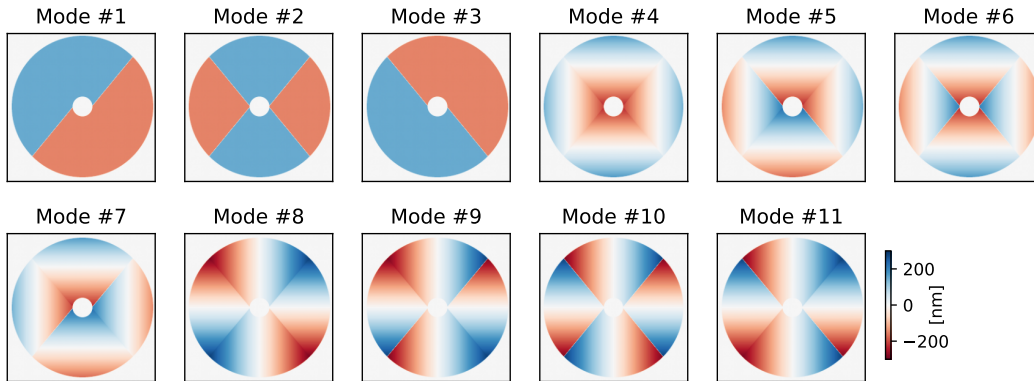 Mode #1
Mode #2
Mode #3
Mode #4
Mode #5
Mode #6
Mode #7
Mode #8
Mode #9
Mode #10
Mode #11
200
0
−200
[nm]